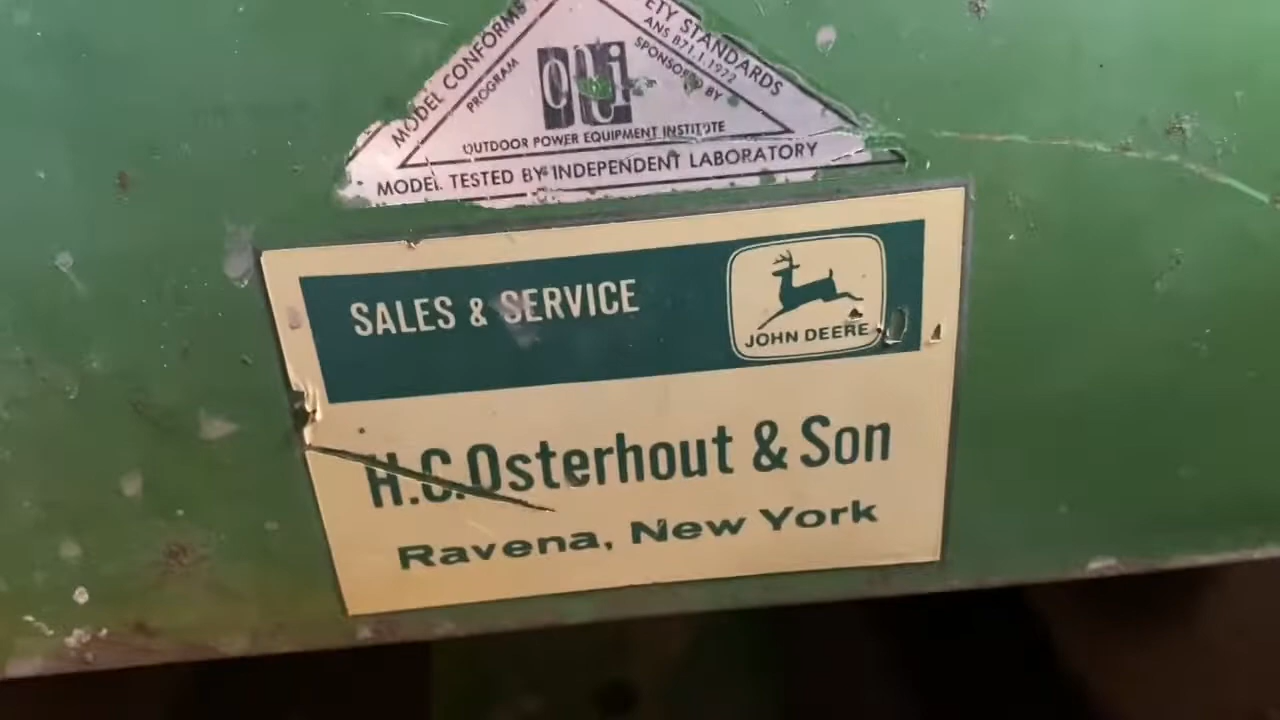 MODEL CONFORMS
ETY STANDARDS
ANS B71.1.1972
PROGRAM
SPONSORED BY
OUTDOOR POWER EQUIPMENT INSTITUTE
MODEL TESTED BY INDEPENDENT LABORATORY
SALES & SERVICE
JOHN DEERE
H.C.Osterhout & Son
Ravena, New York